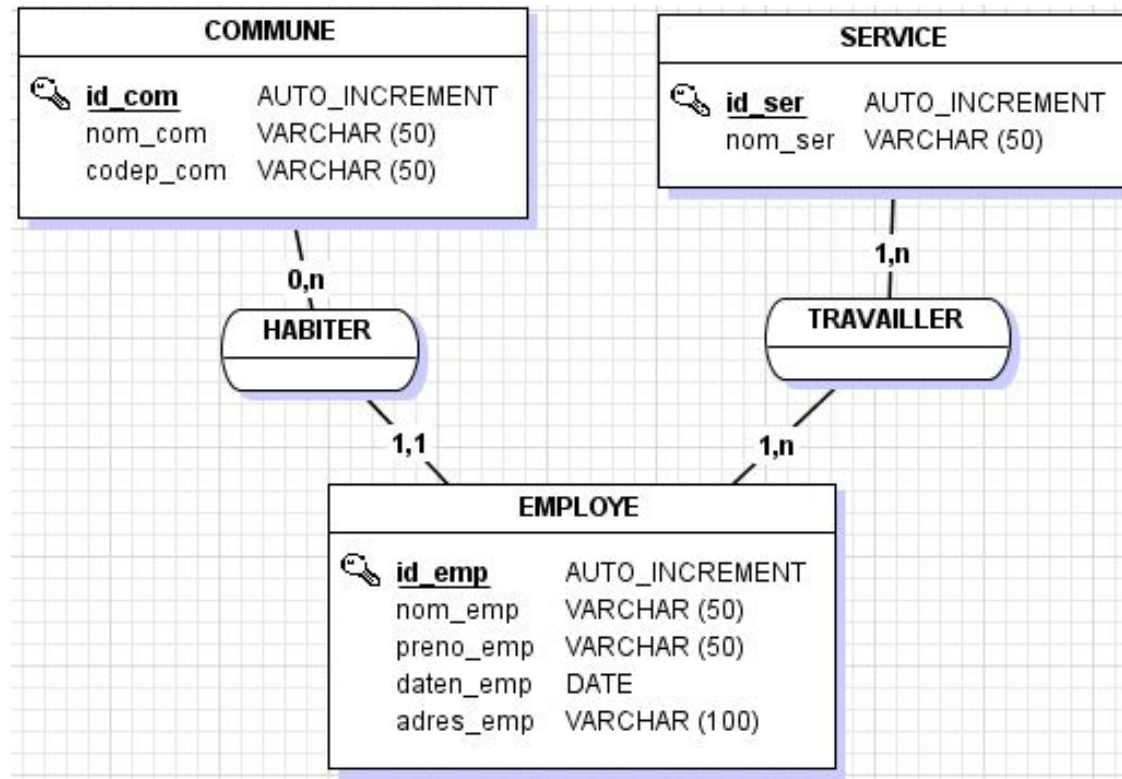 COMMUNE
id_com AUTO_INCREMENT
nom_com VARCHAR (50)
codep_com VARCHAR (50)
SERVICE
id_ser AUTO_INCREMENT
nom_ser VARCHAR (50)
0,n
HABITER
1,n
TRAVAILLER
1,1
1,n
EMPLOYE
id_emp AUTO_INCREMENT
nom_emp VARCHAR (50)
preno_emp VARCHAR (50)
daten_emp DATE
adres_emp VARCHAR (100)